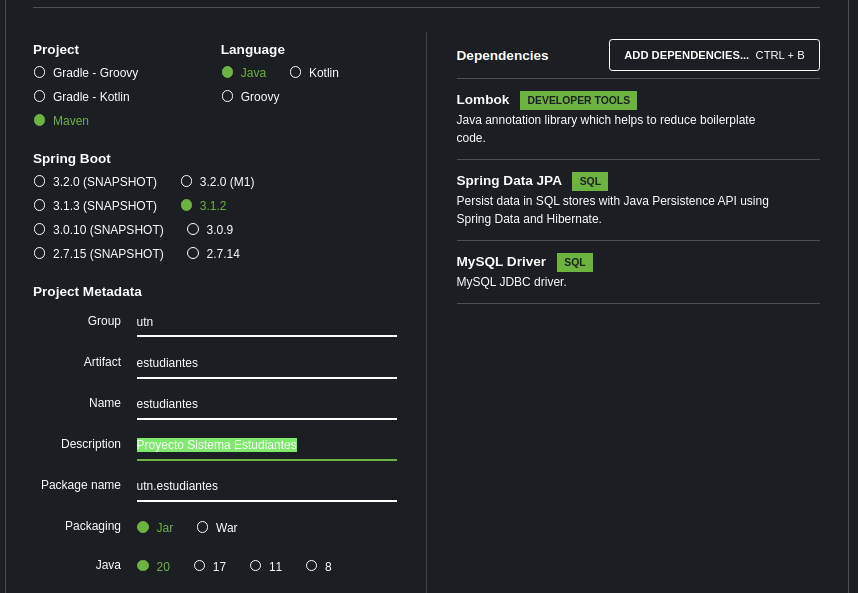 Project
Gradle - Groovy
Gradle - Kotlin
Maven
Language
Java Kotlin
Groovy
Spring Boot
3.2.0 (SNAPSHOT) 3.2.0 (M1)
3.1.3 (SNAPSHOT) 3.1.2
3.0.10 (SNAPSHOT) 3.0.9
2.7.15 (SNAPSHOT) 2.7.14
Project Metadata
Group utn
Artifact estudiantes
Name estudiantes
Description Proyecto Sistema Estudiantes
Package name utn.estudiantes
Packaging Jar War
Java 20 17 11 8
Dependencies ADD DEPENDENCIES... CTRL + B
Lombok DEVELOPER TOOLS
Java annotation library which helps to reduce boilerplate
code.
Spring Data JPA SQL
Persist data in SQL stores with Java Persistence API using
Spring Data and Hibernate.
MySQL Driver SQL
MySQL JDBC driver.